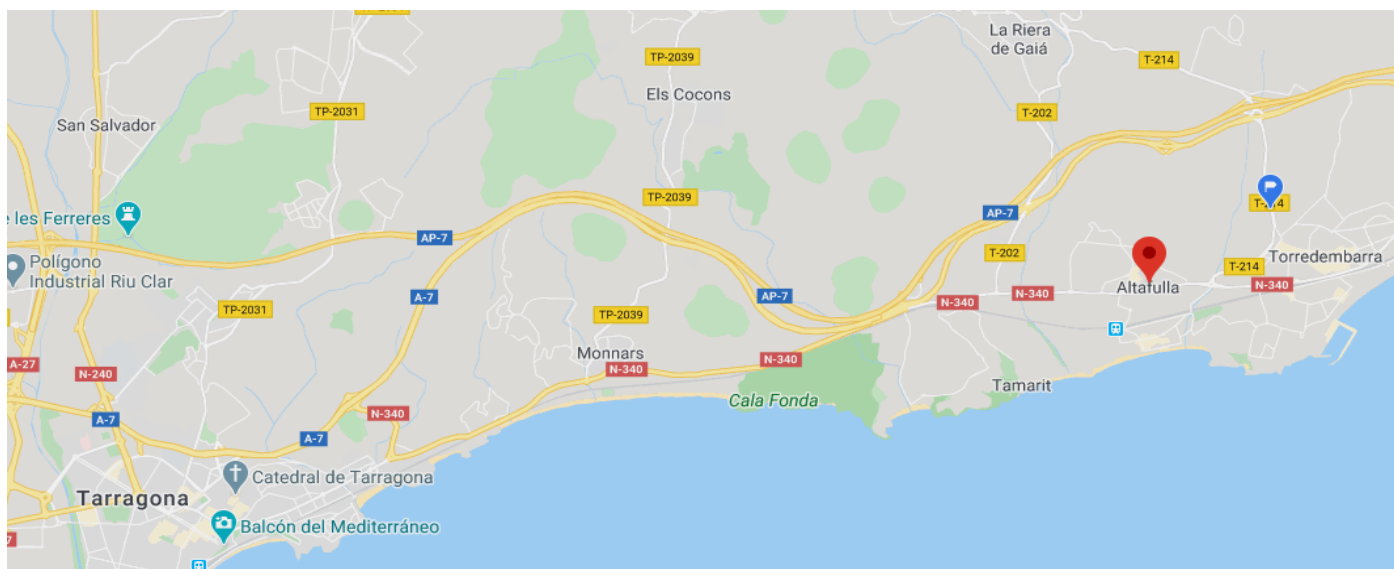 La Riera
de Gaiá
TP-2039
T-214
Els Cocons
TP-2031
T-202
San Salvador
TP-2039
AP-7
e les Ferreres
AP-7
T-202
Torredembarra
Polígono
Industrial Riu Clar
T-214
Altafulla
N-340
A-7
AP-7
N-340
N-340
TP-2031
TP-2039
Monnars
N-340
N-340
A-27
N-240
Tamarit
Cala Fonda
A-7
N-340
A-7
Catedral de Tarragona
Tarragona
Balcón del Mediterráneo
7